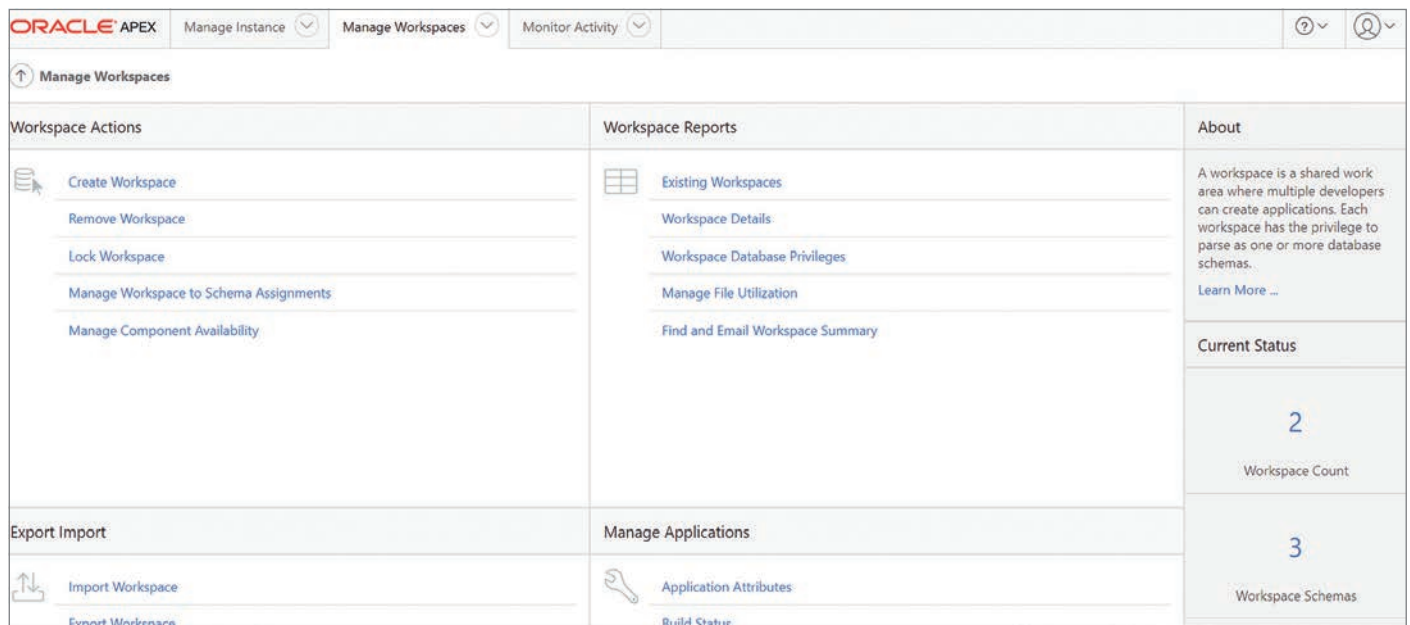 ORACLE APEX Manage Instance Manage Workspaces Monitor Activity
Manage Workspaces
Workspace Actions
Create Workspace
Remove Workspace
Lock Workspace
Manage Workspace to Schema Assignments
Manage Component Availability
Workspace Reports
Existing Workspaces
Workspace Details
Workspace Database Privileges
Manage File Utilization
Find and Email Workspace Summary
About
A workspace is a shared work
area where multiple developers
can create applications. Each
workspace has the privilege to
parse as one or more database
schemas.
Learn More ...
Current Status
2
Workspace Count
3
Workspace Schemas
Export Import
Import Workspace
Export Workspace
Manage Applications
Application Attributes
Build Status